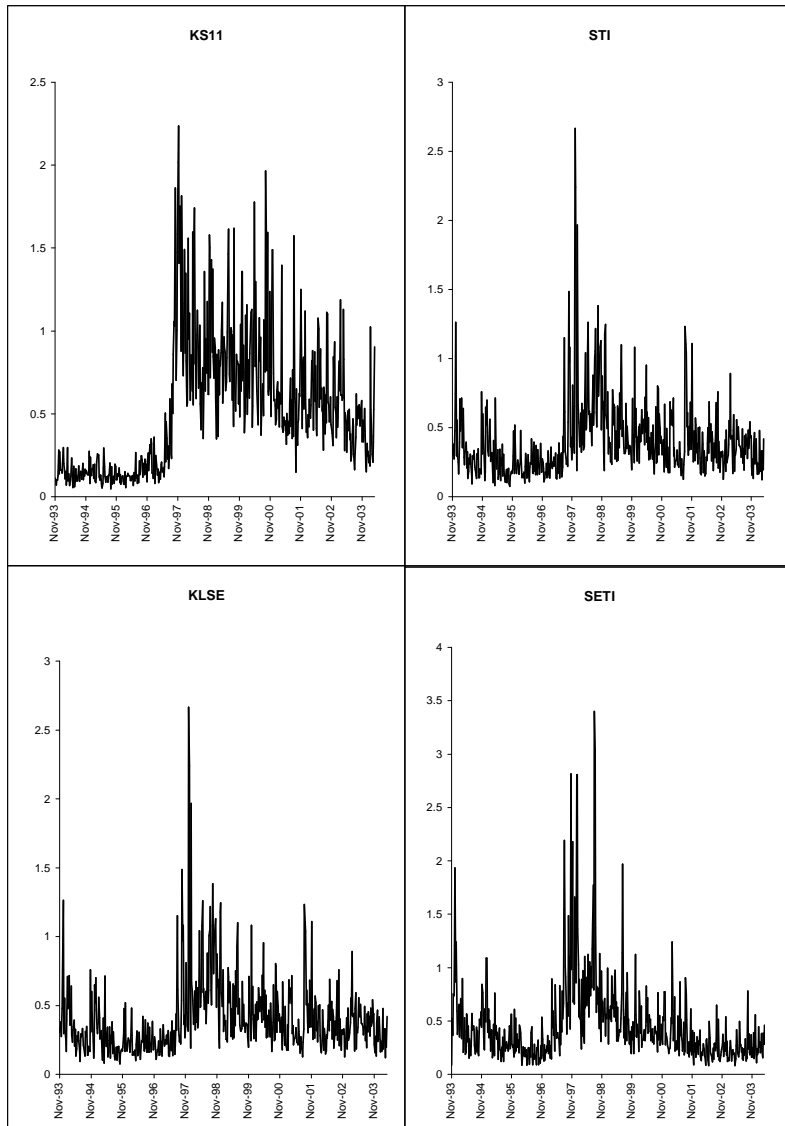 KS11
2.5
2
1.5
1
0.5
0
Nov-93
Nov-94
Nov-95
Nov-96
Nov-97
Nov-98
Nov-99
Nov-00
Nov-01
Nov-02
Nov-03
STI
3
2.5
2
1.5
1
0.5
0
Nov-93
Nov-94
Nov-95
Nov-96
Nov-97
Nov-98
Nov-99
Nov-00
Nov-01
Nov-02
Nov-03
KLSE
3
2.5
2
1.5
1
0.5
0
Nov-93
Nov-94
Nov-95
Nov-96
Nov-97
Nov-98
Nov-99
Nov-00
Nov-01
Nov-02
Nov-03
SETI
4
3.5
3
2.5
2
1.5
1
0.5
0
Nov-93
Nov-94
Nov-95
Nov-96
Nov-97
Nov-98
Nov-99
Nov-00
Nov-01
Nov-02
Nov-03